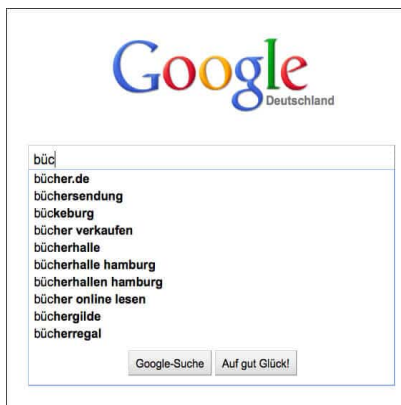 Google
Deutschland
büc
bücher.de
büchersendung
bückeburg
bücher verkaufen
bücherhalle
bücherhalle hamburg
bücherhallen hamburg
bücher online lesen
büchergilde
bücherregal
Google-Suche Auf gut Glück!